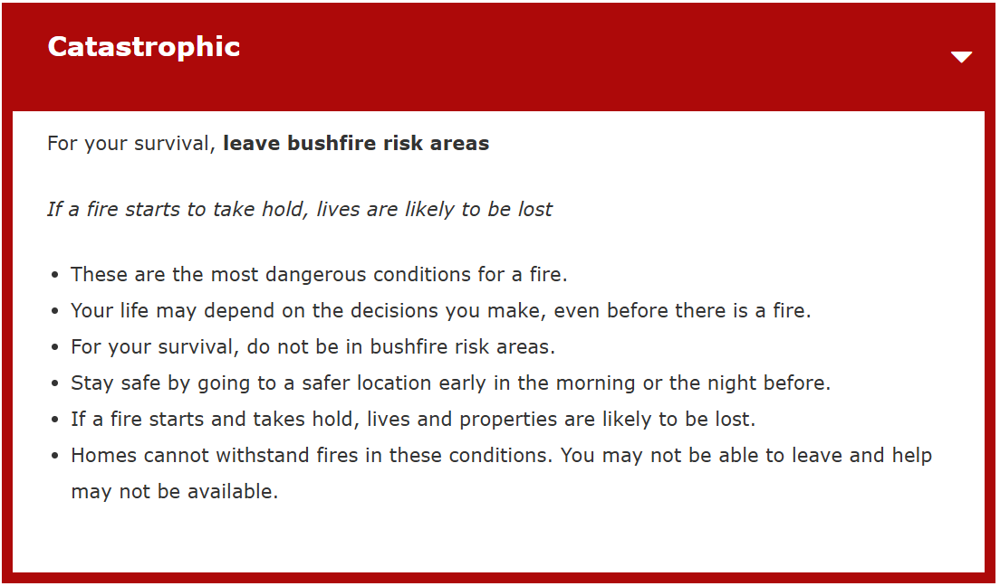 Catastrophic
For your survival, leave bushfire risk areas
If a fire starts to take hold, lives are likely to be lost
• These are the most dangerous conditions for a fire.
• Your life may depend on the decisions you make, even before there is a fire.
• For your survival, do not be in bushfire risk areas.
• Stay safe by going to a safer location early in the morning or the night before.
• If a fire starts and takes hold, lives and properties are likely to be lost.
• Homes cannot withstand fires in these conditions. You may not be able to leave and help
may not be available.